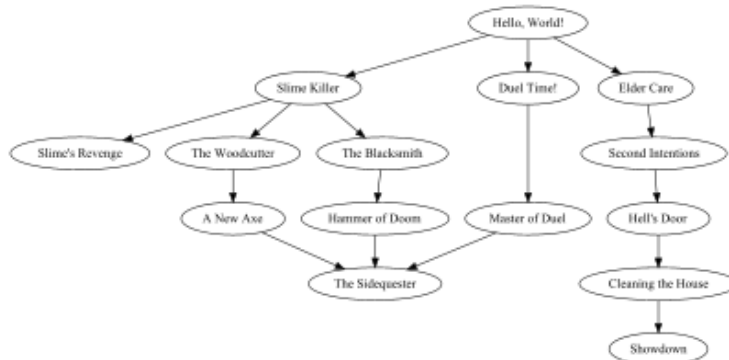 Hello, World!
Slime Killer
Duel Time!
Elder Care
Slime's Revenge
The Woodcutter
The Blacksmith
Second Intentions
A New Axe
Hammer of Doom
Master of Duel
Hell's Door
The Sidequester
Cleaning the House
Showdown